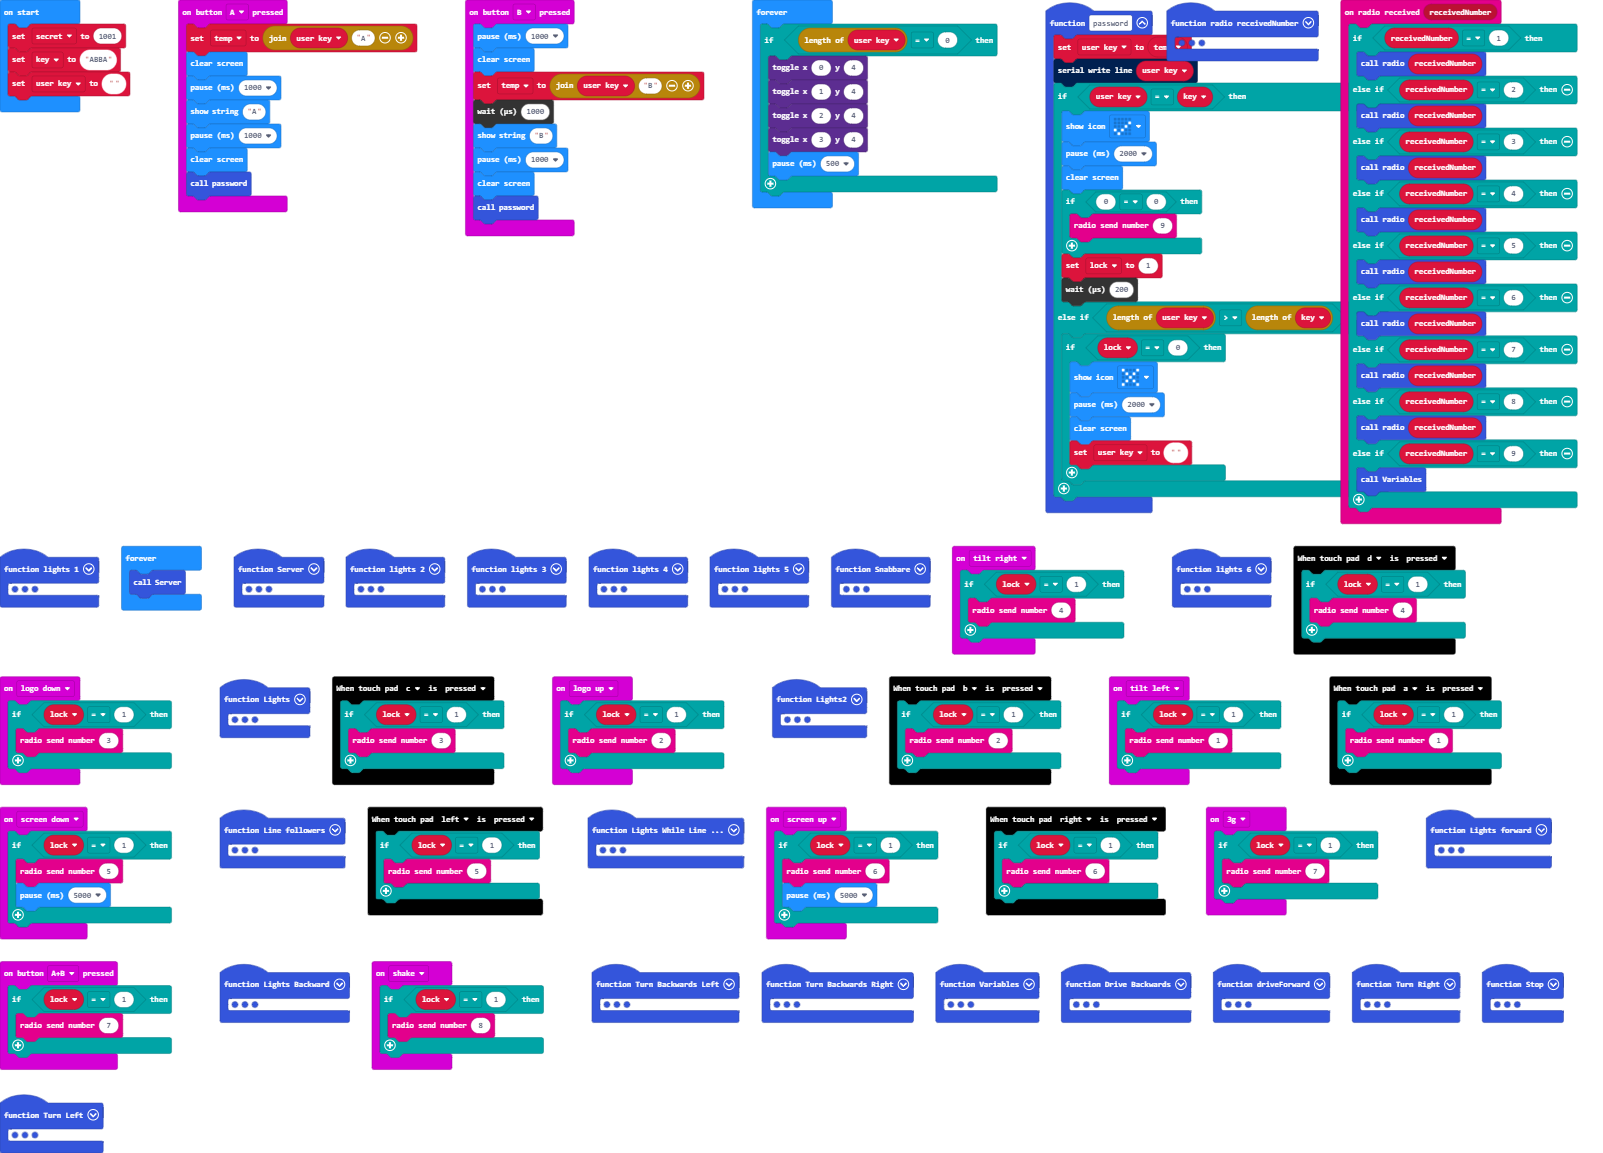 on start
set secret to 1001
set key to "ABBA"
set user key to " "
on button A pressed
set temp to join user key "A"
clear screen
pause (ms) 1000
show string "A"
pause (ms) 1000
clear screen
call password
on button B pressed
pause (ms) 1000
clear screen
set temp to join user key "B"
wait (µs) 1000
show string "B"
pause (ms) 1000
clear screen
call password
forever
if length of user key = 0 then
toggle x 0 y 4
toggle x 1 y 4
toggle x 2 y 4
toggle x 3 y 4
pause (ms) 500
function password
set user key to
serial write line user key
if user key = key then
show icon
pause (ms) 2000
clear screen
if 0 = 0 then
radio send number 9
set lock to 1
wait (µs) 200
else if length of user key > length of key
if lock = 0 then
show icon
pause (ms) 2000
clear screen
set user key to " "
function radio receivedNumber
on radio received receivedNumber
if receivedNumber = 1 then
call radio receivedNumber
else if receivedNumber = 2 then
call radio receivedNumber
else if receivedNumber = 3 then
call radio receivedNumber
else if receivedNumber = 4 then
call radio receivedNumber
else if receivedNumber = 5 then
call radio receivedNumber
else if receivedNumber = 6 then
call radio receivedNumber
else if receivedNumber = 7 then
call radio receivedNumber
else if receivedNumber = 8 then
call radio receivedNumber
else if receivedNumber = 9 then
call Variables
function lights 1
forever
call Server
function Server
function lights 2
function lights 3
function lights 4
function lights 5
function Snabbare
on tilt right
if lock = 1 then
radio send number 4
function lights 6
When touch pad d is pressed
if lock = 1 then
radio send number 4
on logo down
if lock = 1 then
radio send number 3
function Lights
When touch pad c is pressed
if lock = 1 then
radio send number 3
on logo up
if lock = 1 then
radio send number 2
function Lights2
When touch pad b is pressed
if lock = 1 then
radio send number 2
on tilt left
if lock = 1 then
radio send number 1
When touch pad a is pressed
if lock = 1 then
radio send number 1
on screen down
if lock = 1 then
radio send number 5
pause (ms) 5000
function Line followers
When touch pad left is pressed
if lock = 1 then
radio send number 5
function Lights While Line ...
on screen up
if lock = 1 then
radio send number 6
pause (ms) 5000
When touch pad right is pressed
if lock = 1 then
radio send number 6
on 3g
if lock = 1 then
radio send number 7
function Lights forward
on button A+B pressed
if lock = 1 then
radio send number 7
function Lights Backward
on shake
if lock = 1 then
radio send number 8
function Turn Backwards Left
function Turn Backwards Right
function Variables
function Drive Backwards
function driveForward
function Turn Right
function Stop
function Turn Left